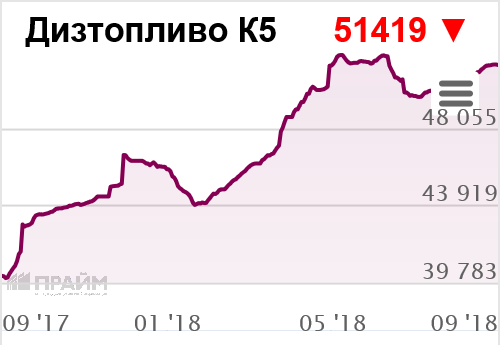 Дизтопливо К5 51419 ▼
48 055
43 919
39 783
ПРАЙМ
09 '17 01 '18 05 '18 09 '18